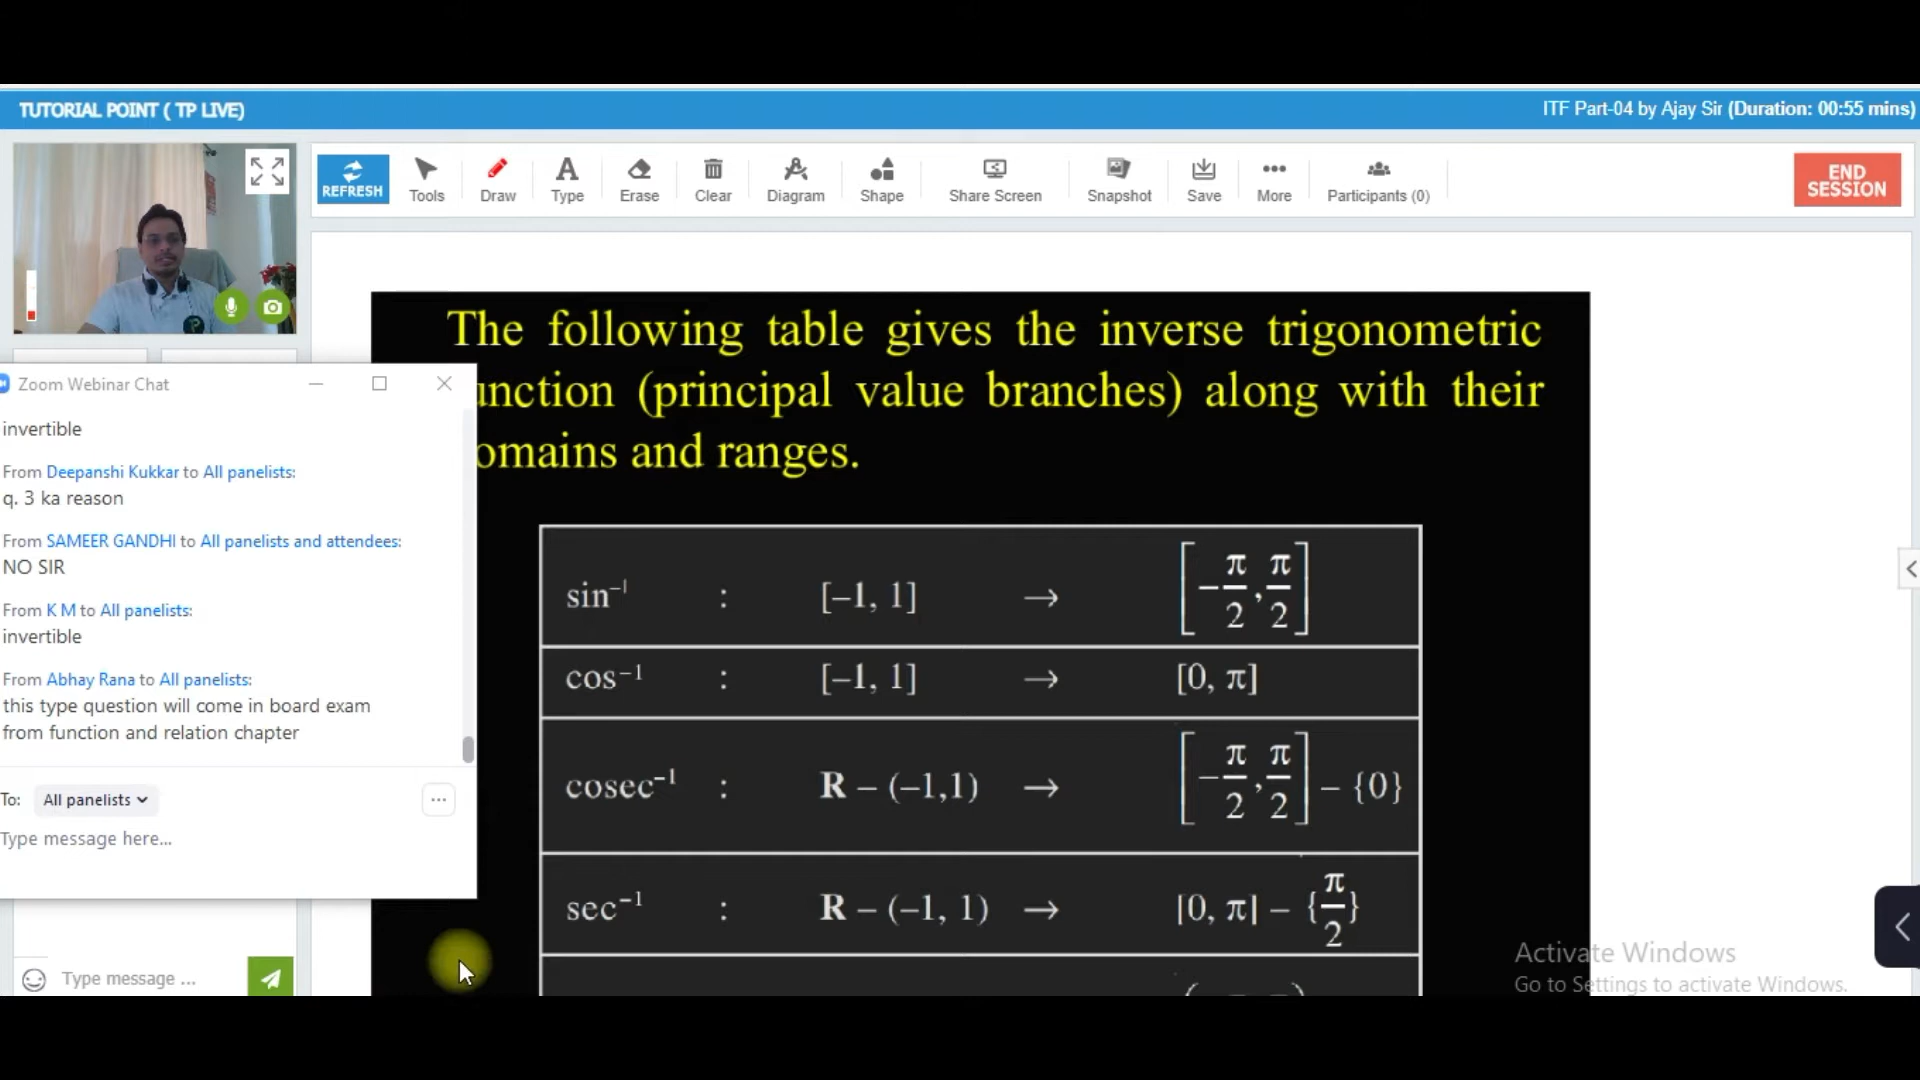 TUTORIAL POINT ( TP LIVE)
ITF Part-04 by Ajay Sir (Duration: 00:55 mins)
REFRESH
Tools
Draw
Type
Erase
Clear
Diagram
Shape
Share Screen
Snapshot
Save
More
Participants (0)
END SESSION
Zoom Webinar Chat
invertible
From Deepanshi Kukkar to All panelists:
q. 3 ka reason
From SAMEER GANDHI to All panelists and attendees:
NO SIR
From K M to All panelists:
invertible
From Abhay Rana to All panelists:
this type question will come in board exam
from function and relation chapter
To: All panelists
Type message here...
Type message ...
The following table gives the inverse trigonometric
unction (principal value branches) along with their
omains and ranges.
sin⁻¹ : [–1, 1] → [−π/2, π/2]
cos⁻¹ : [–1, 1] → [0, π]
cosec⁻¹ : R – (–1,1) → [−π/2, π/2] – {0}
sec⁻¹ : R – (–1, 1) → [0, π] – {π/2}
Activate Windows
Go to Settings to activate Windows.